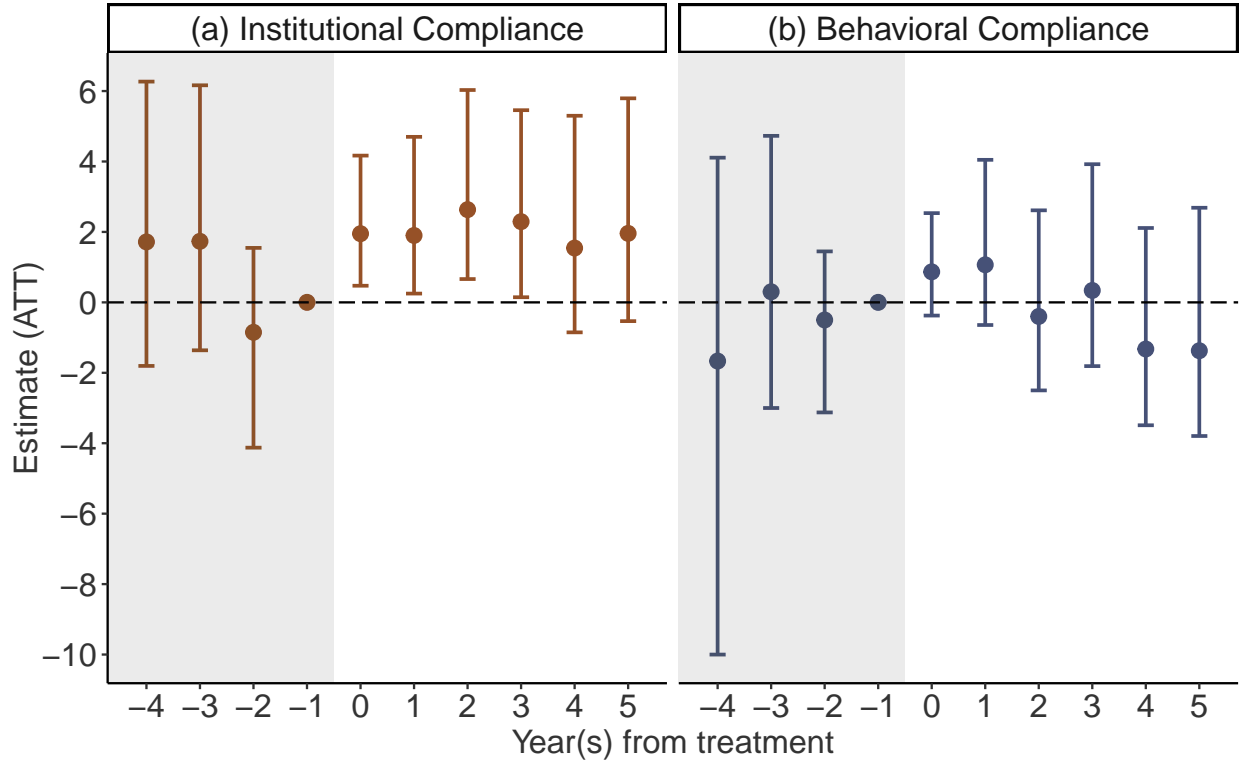 (a) Institutional Compliance
(b) Behavioral Compliance
Estimate (ATT)
6
4
2
0
−2
−4
−6
−8
−10
−4 −3 −2 −1 0 1 2 3 4 5
−4 −3 −2 −1 0 1 2 3 4 5
Year(s) from treatment